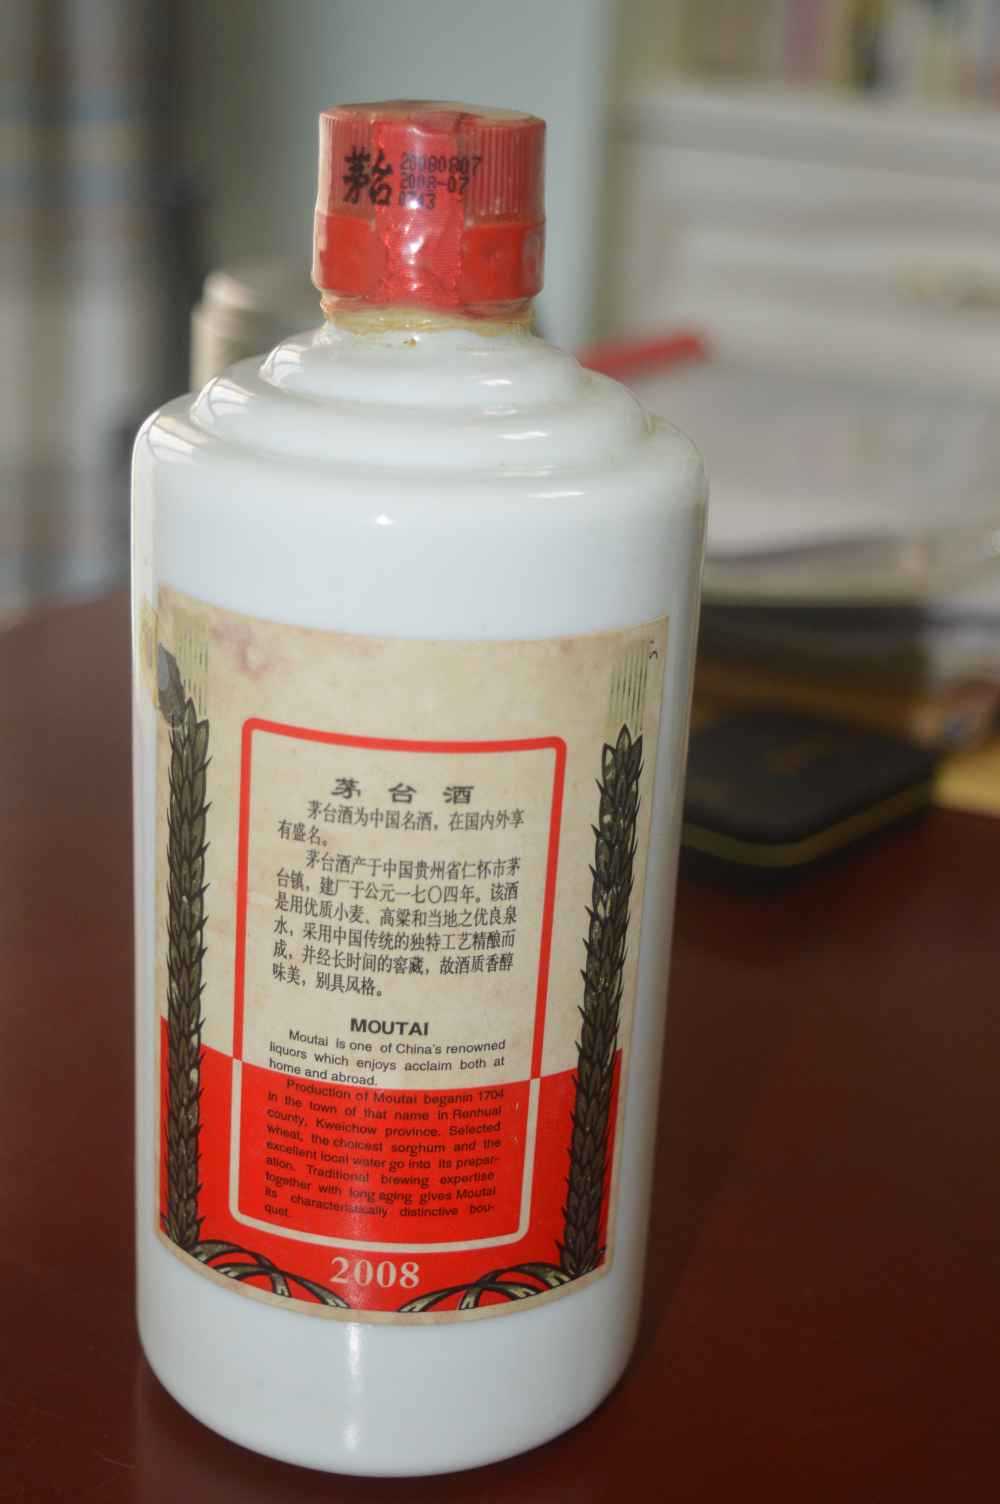 茅台
20080807
2008-07
0743
茅台酒
茅台酒为中国名酒，在国内外享
有盛名。
茅台酒产于中国贵州省仁怀市茅
台镇，建厂于公元一七〇四年。该酒
是用优质小麦、高粱和当地之优良泉
水，采用中国传统的独特工艺精酿而
成，并经长时间的窖藏，故酒质香醇
味美，别具风格。
MOUTAI
Moutai is one of China's renowned
liquors which enjoys acclaim both at
home and abroad.
Production of Moutai beganin 1704
in the town of that name in Renhuai
county, Kweichow province. Selected
wheat, the choicest sorghum and the
excellent local water go into its prepar-
ation. Traditional brewing expertise
together with long aging gives Moutai
its characteristically distinctive bou-
quet.
2008